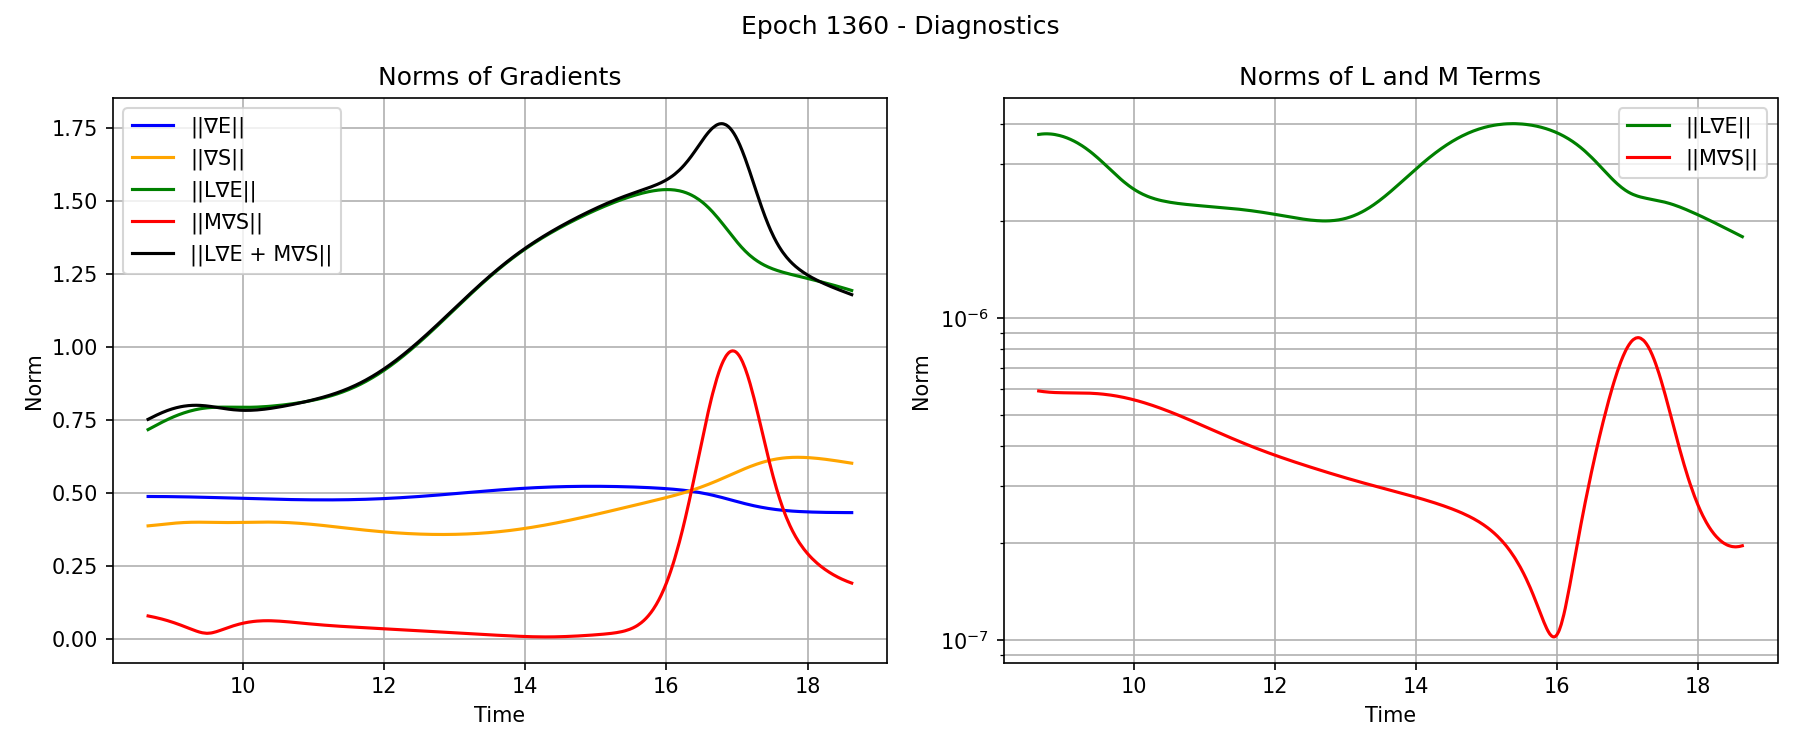 Epoch 1360 - Diagnostics
Norms of Gradients
||∇E||
||∇S||
||L∇E||
||M∇S||
||L∇E + M∇S||
1.75
1.50
1.25
1.00
0.75
0.50
0.25
0.00
Norm
10 12 14 16 18
Time
Norms of L and M Terms
||L∇E||
||M∇S||
10⁻⁶
10⁻⁷
Norm
10 12 14 16 18
Time